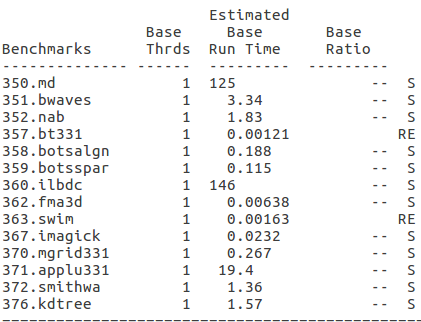 Estimated
                  Base      Base        Base
Benchmarks       Thrds  Run Time     Ratio
-------------- ------  ---------  ---------
350.md               1  125              --  S
351.bwaves           1    3.34           --  S
352.nab              1    1.83           --  S
357.bt331            1    0.00121           RE
358.botsalgn         1    0.188          --  S
359.botsspar         1    0.115          --  S
360.ilbdc            1  146              --  S
362.fma3d            1    0.00638        --  S
363.swim             1    0.00163           RE
367.imagick          1    0.0232         --  S
370.mgrid331         1    0.267          --  S
371.applu331         1   19.4            --  S
372.smithwa          1    1.36           --  S
376.kdtree           1    1.57           --  S